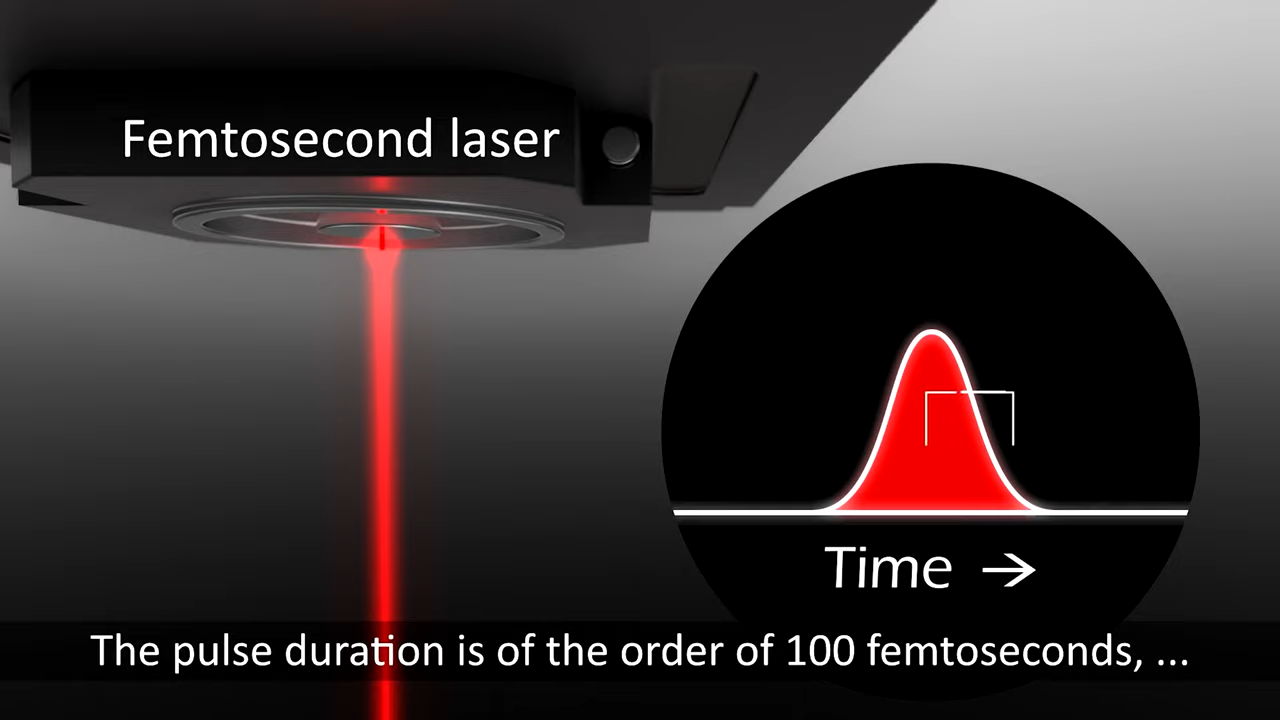 Femtosecond laser
Time →
The pulse duration is of the order of 100 femtoseconds, ...